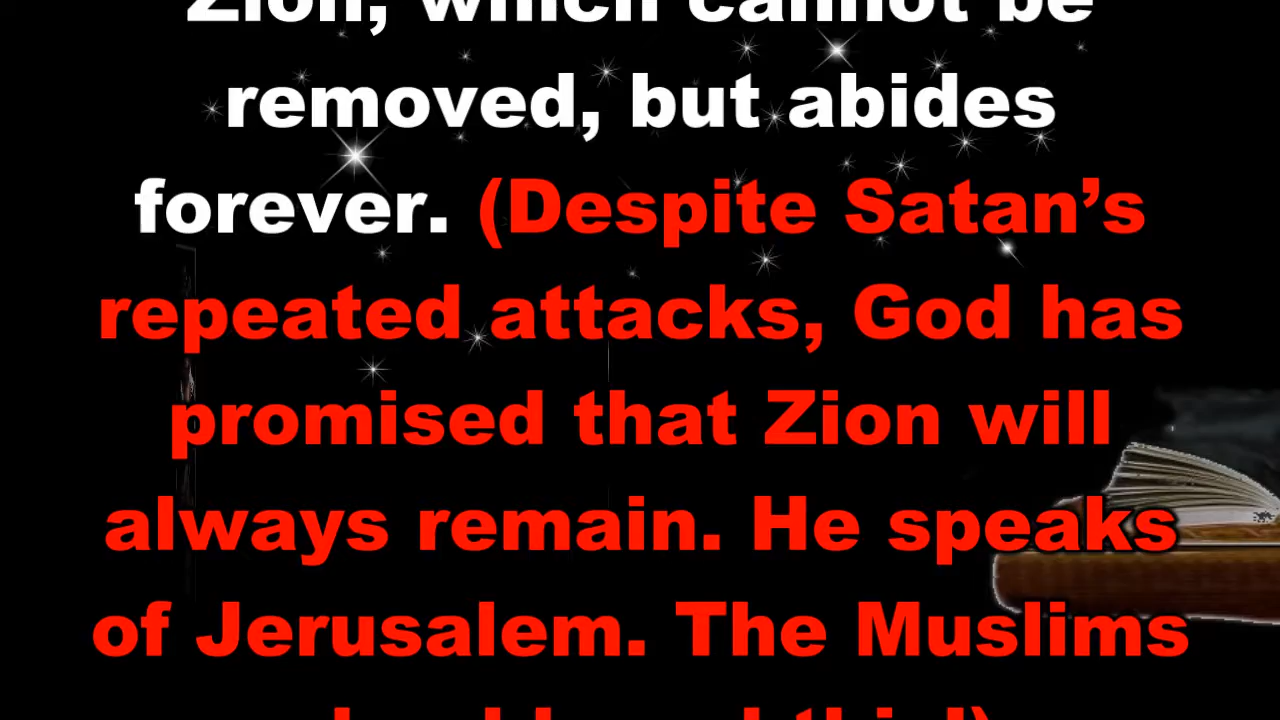 Zion, which cannot be
removed, but abides
forever. (Despite Satan’s
repeated attacks, God has
promised that Zion will
always remain. He speaks
of Jerusalem. The Muslims